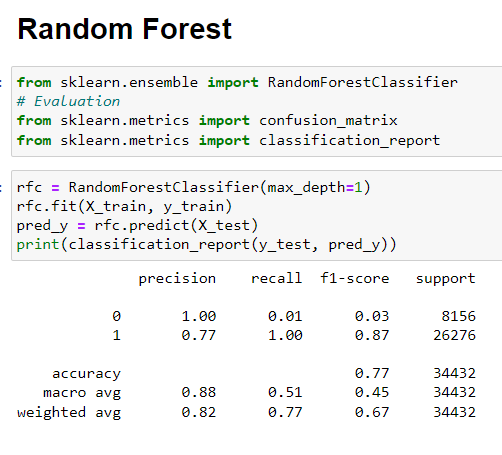 Random Forest
from sklearn.ensemble import RandomForestClassifier
# Evaluation
from sklearn.metrics import confusion_matrix
from sklearn.metrics import classification_report
rfc = RandomForestClassifier(max_depth=1)
rfc.fit(X_train, y_train)
pred_y = rfc.predict(X_test)
print(classification_report(y_test, pred_y))
precision recall f1-score support
0 1.00 0.01 0.03 8156
1 0.77 1.00 0.87 26276
accuracy 0.77 34432
macro avg 0.88 0.51 0.45 34432
weighted avg 0.82 0.77 0.67 34432